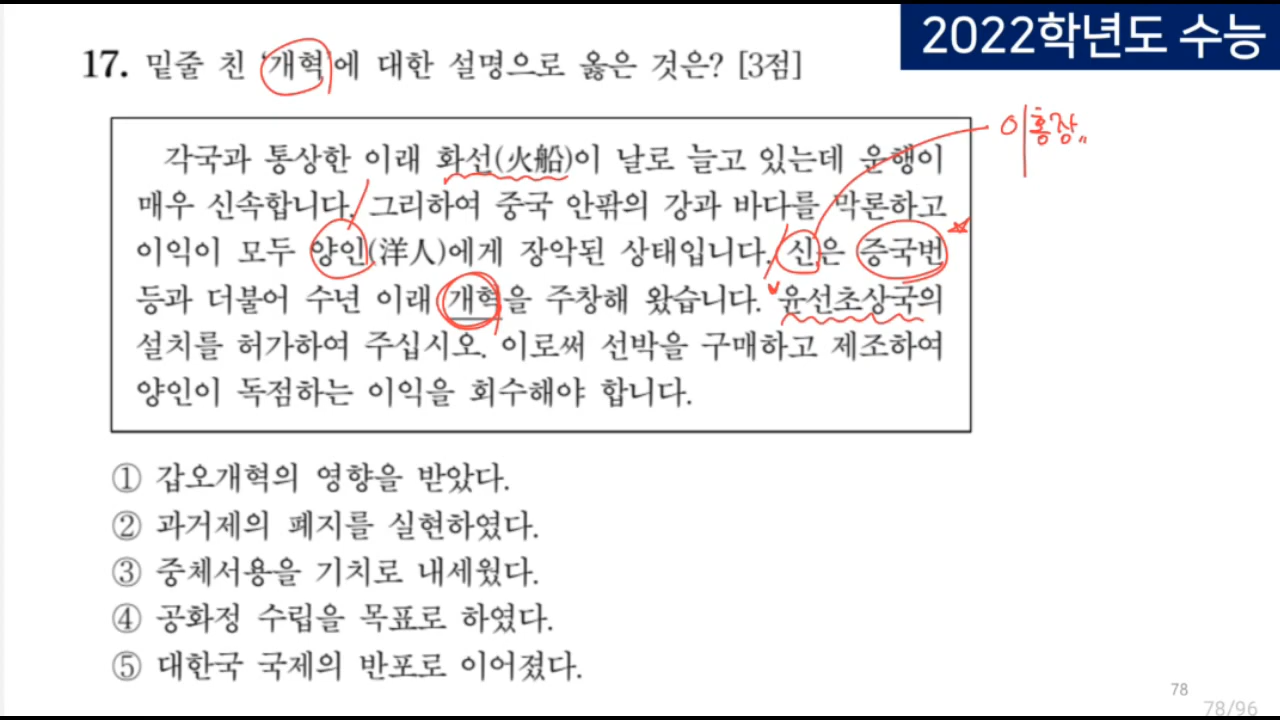 2022학년도 수능
17. 밑줄 친 '개혁'에 대한 설명으로 옳은 것은? [3점]
이홍장
각국과 통상한 이래 화선(火船)이 날로 늘고 있는데 운행이
매우 신속합니다. 그리하여 중국 안팎의 강과 바다를 막론하고
이익이 모두 양인(洋人)에게 장악된 상태입니다. 신은 증국번
등과 더불어 수년 이래 개혁을 주창해 왔습니다. 윤선초상국의
설치를 허가하여 주십시오. 이로써 선박을 구매하고 제조하여
양인이 독점하는 이익을 회수해야 합니다.
① 갑오개혁의 영향을 받았다.
② 과거제의 폐지를 실현하였다.
③ 중체서용을 기치로 내세웠다.
④ 공화정 수립을 목표로 하였다.
⑤ 대한국 국제의 반포로 이어졌다.
78
78/96